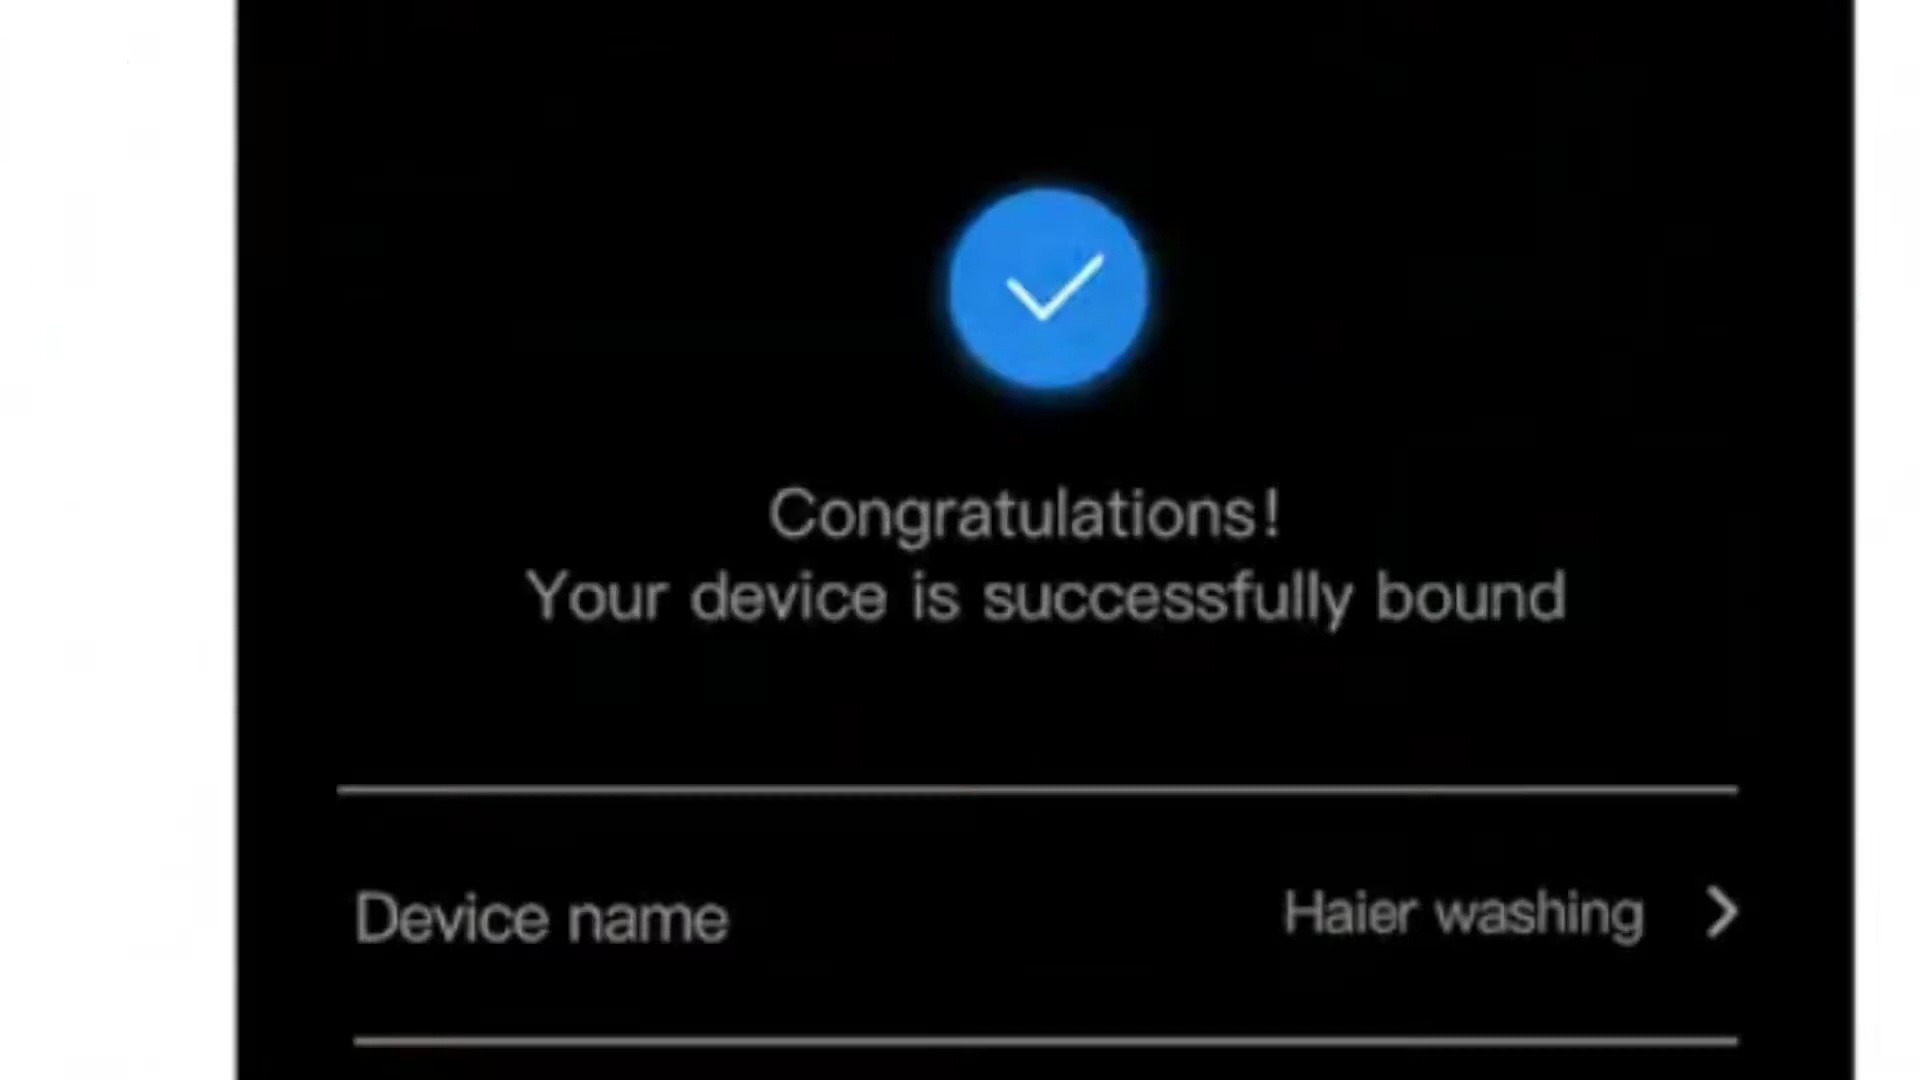 Congratulations!
Your device is successfully bound
Device name
Haier washing